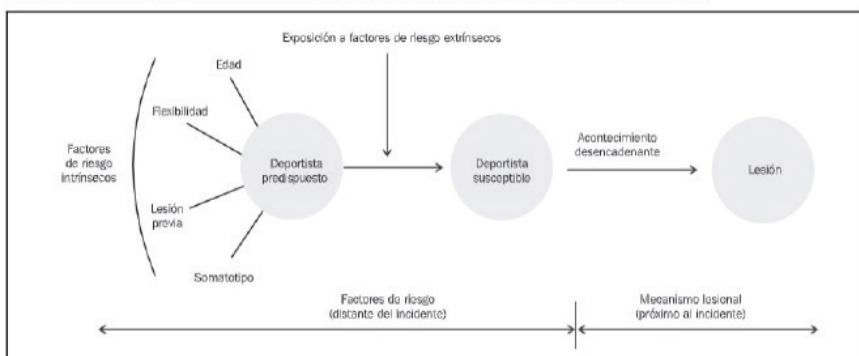 Exposición a factores de riesgo extrínsecos
Edad
Flexibilidad
Factores
de riesgo
intrínsecos
Deportista
predispuesto
Deportista
susceptible
Acontecimiento
desencadenante
Lesión
Lesión
previa
Somatotipo
Factores de riesgo
(distante del incidente)
Mecanismo lesional
(próximo al incidente)